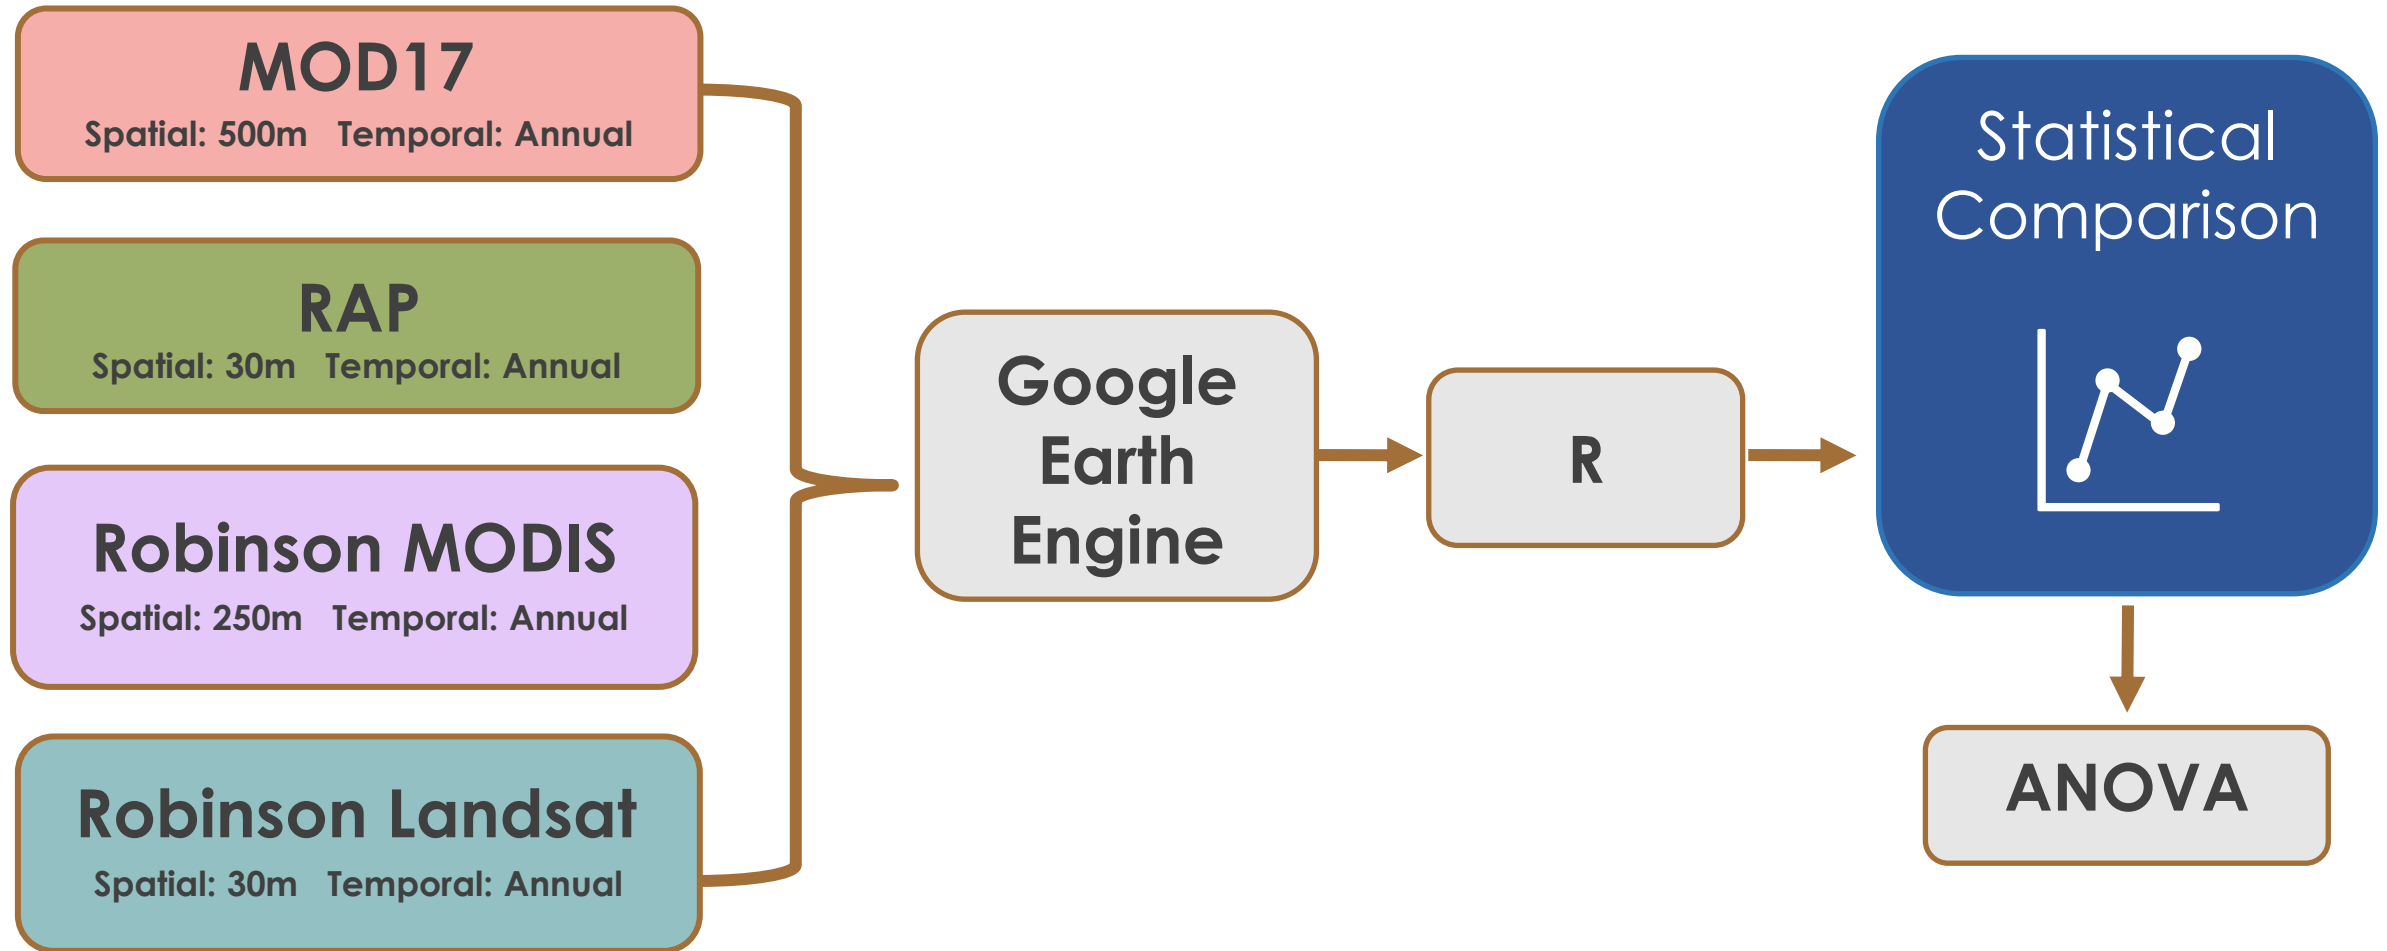 MOD17
Spatial: 500m Temporal: Annual
RAP
Spatial: 30m Temporal: Annual
Robinson MODIS
Spatial: 250m Temporal: Annual
Robinson Landsat
Spatial: 30m Temporal: Annual
Google
Earth
Engine
R
Statistical
Comparison
ANOVA